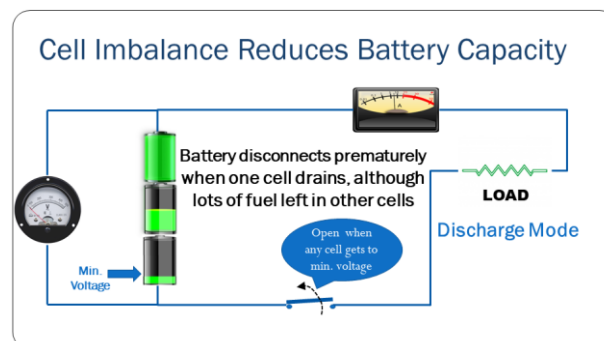 Cell Imbalance Reduces Battery Capacity
Battery disconnects prematurely
when one cell drains, although
lots of fuel left in other cells
A
V
LOAD
Discharge Mode
Open when
any cell gets to
min. voltage
Min.
Voltage